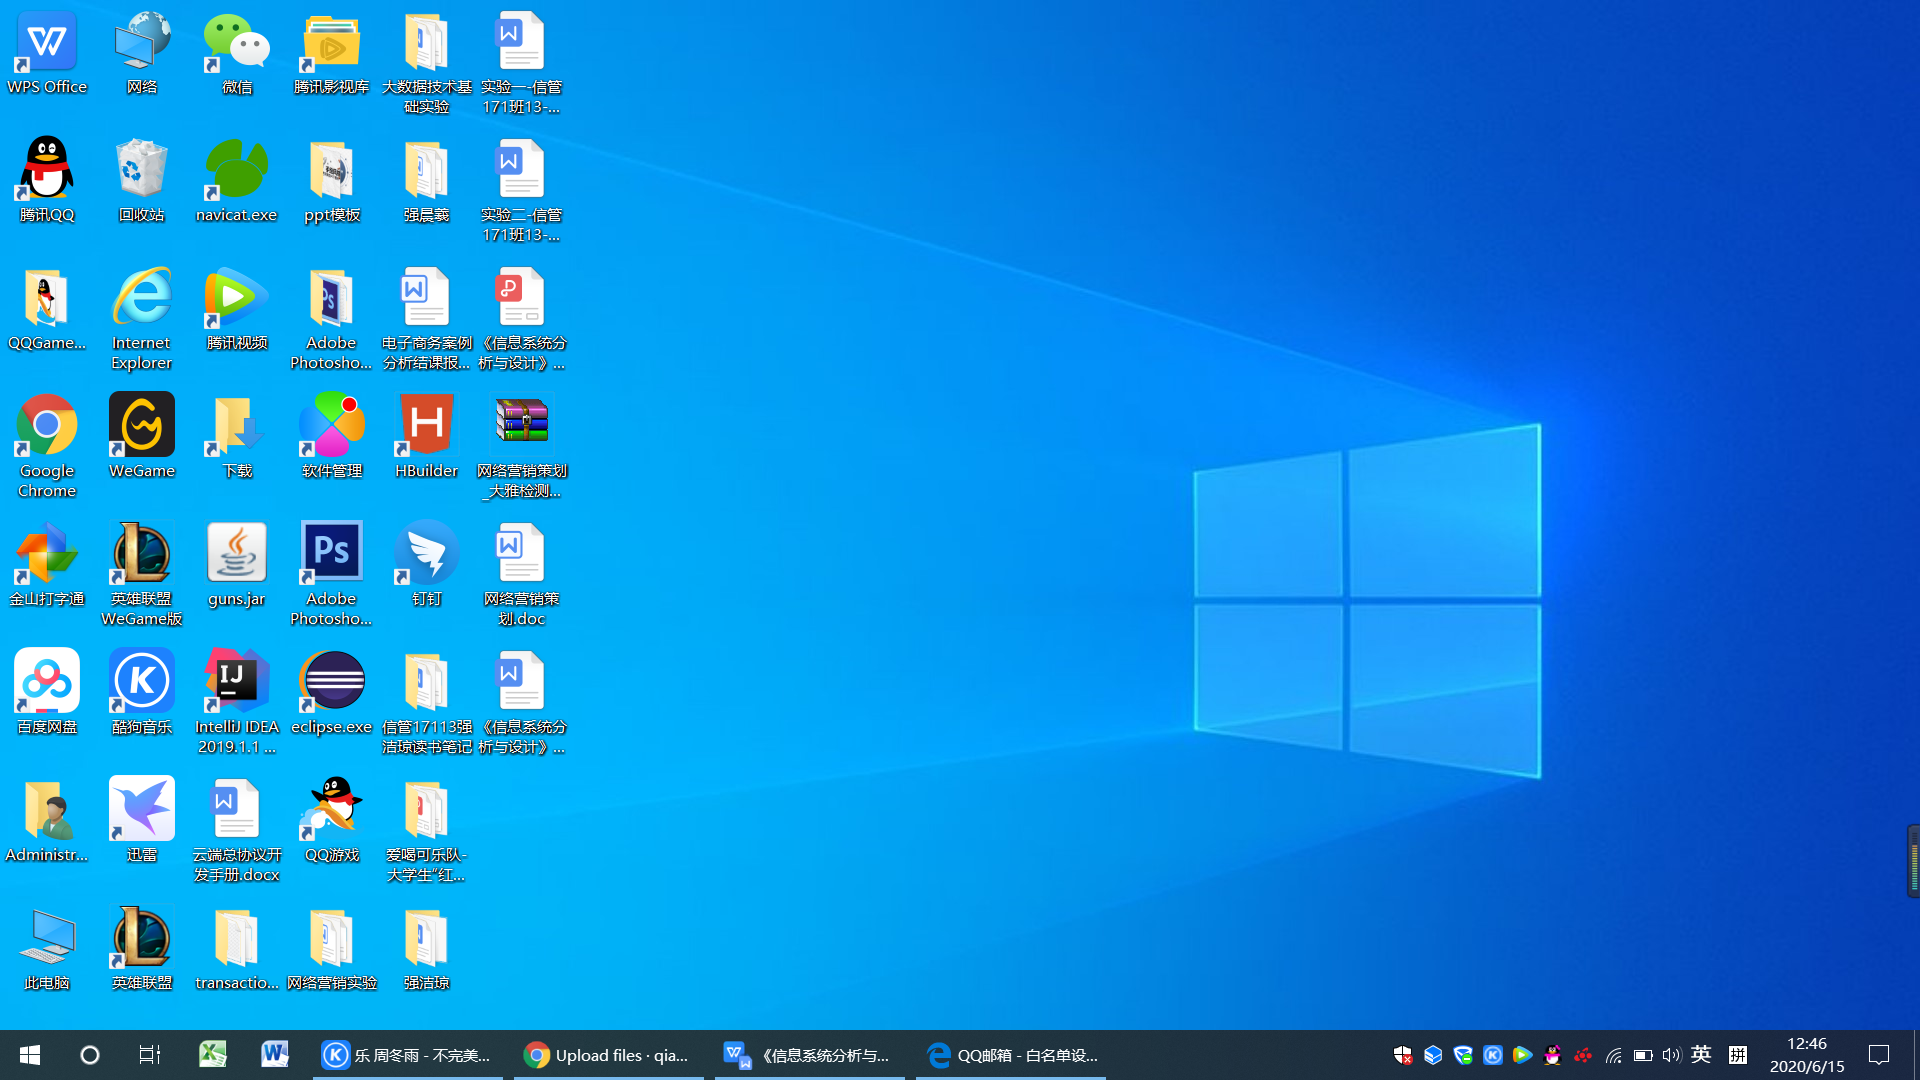 WPS Office
网络
微信
腾讯影视库
大数据技术基
础实验
实验一-信管
171班13-...
腾讯QQ
回收站
navicat.exe
ppt模板
强晨羲
实验二-信管
171班13-...
QQGame...
Internet
Explorer
腾讯视频
Adobe
Photosho...
电子商务案例
分析结课报...
《信息系统分
析与设计》...
Google
Chrome
WeGame
下载
软件管理
HBuilder
网络营销策划
_大雅检测...
金山打字通
英雄联盟
WeGame版
guns.jar
Adobe
Photosho...
钉钉
网络营销策
划.doc
百度网盘
酷狗音乐
IntelliJ IDEA
2019.1.1 ...
eclipse.exe
信管17113强
洁琼读书笔记
《信息系统分
析与设计》...
Administr...
迅雷
云端总协议开
发手册.docx
QQ游戏
爱喝可乐队-
大学生“红...
此电脑
英雄联盟
transactio...
网络营销实验
强洁琼
乐 周冬雨 - 不完美...
Upload files · qia...
《信息系统分析与...
QQ邮箱 - 白名单设...
英
拼
12:46
2020/6/15